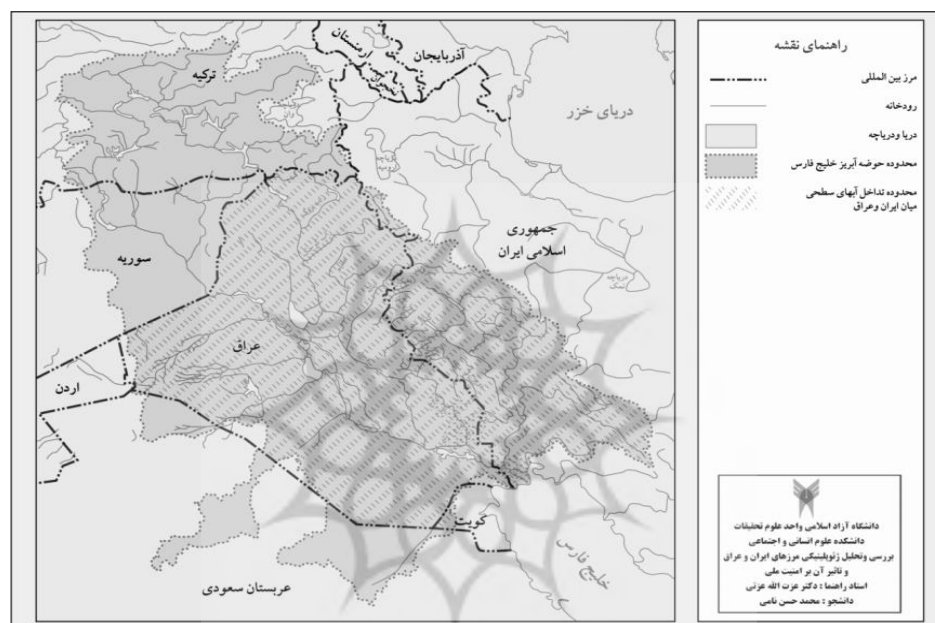 راهنمای نقشه
مرز بین المللی
رودخانه
دریا ودریاچه
محدوده حوضه آبریز خلیج فارس
محدوده تداخل آبهای سطحی
میان ایران وعراق
آذربایجان
ارمنستان
ترکیه
دریای خزر
جمهوری
اسلامی ایران
دریاچه
نمک
سوریه
عراق
اردن
کویت
خلیج فارس
عربستان سعودی
دانشگاه آزاد اسلامی واحد علوم تحقیقات
دانشکده علوم انسانی و اجتماعی
بررسی وتحلیل ژئوپلیتیکی مرزهای ایران و عراق
و تاثیر آن بر امنیت ملی
استاد راهنما : دکتر عزت الله عزتی
دانشجو : محمد حسن نامی